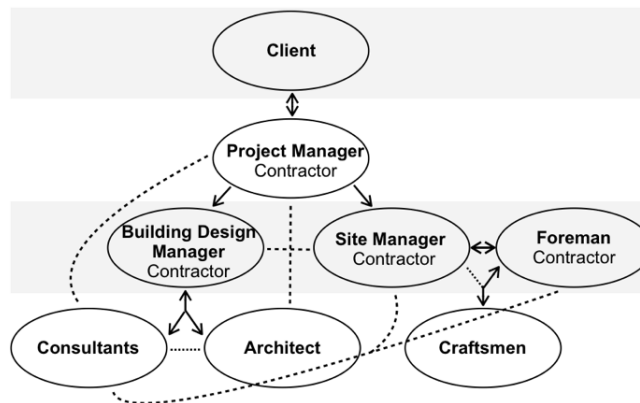 Client
Project Manager
Contractor
Building Design
Manager
Contractor
Site Manager
Contractor
Foreman
Contractor
Consultants
Architect
Craftsmen